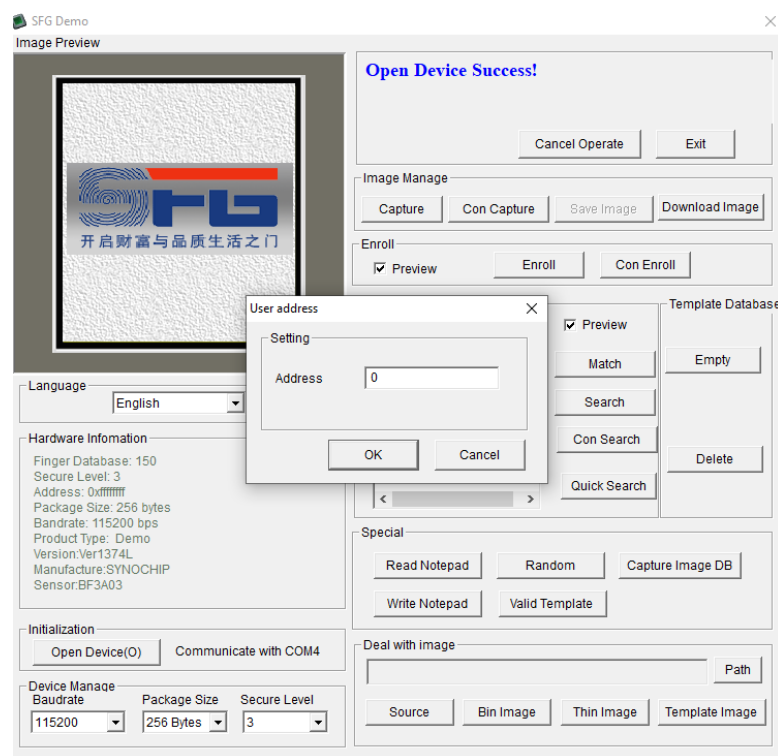 SFG Demo
Image Preview
Open Device Success!
Cancel Operate
Exit
Image Manage
Capture
Con Capture
Save Image
Download Image
Enroll
Preview
Enroll
Con Enroll
SFG
开启财富与品质生活之门
User address
Setting
Address
0
OK
Cancel
Preview
Match
Search
Con Search
Quick Search
Template Database
Empty
Delete
Language
English
Hardware Infomation
Finger Database: 150
Secure Level: 3
Address: 0xffffffff
Package Size: 256 bytes
Bandrate: 115200 bps
Product Type: Demo
Version:Ver1374L
Manufacture:SYNOCHIP
Sensor:BF3A03
Special
Read Notepad
Random
Capture Image DB
Write Notepad
Valid Template
Initialization
Open Device(O)
Communicate with COM4
Deal with image
Path
Source
Bin Image
Thin Image
Template Image
Device Manage
Baudrate
Package Size
Secure Level
115200
256 Bytes
3